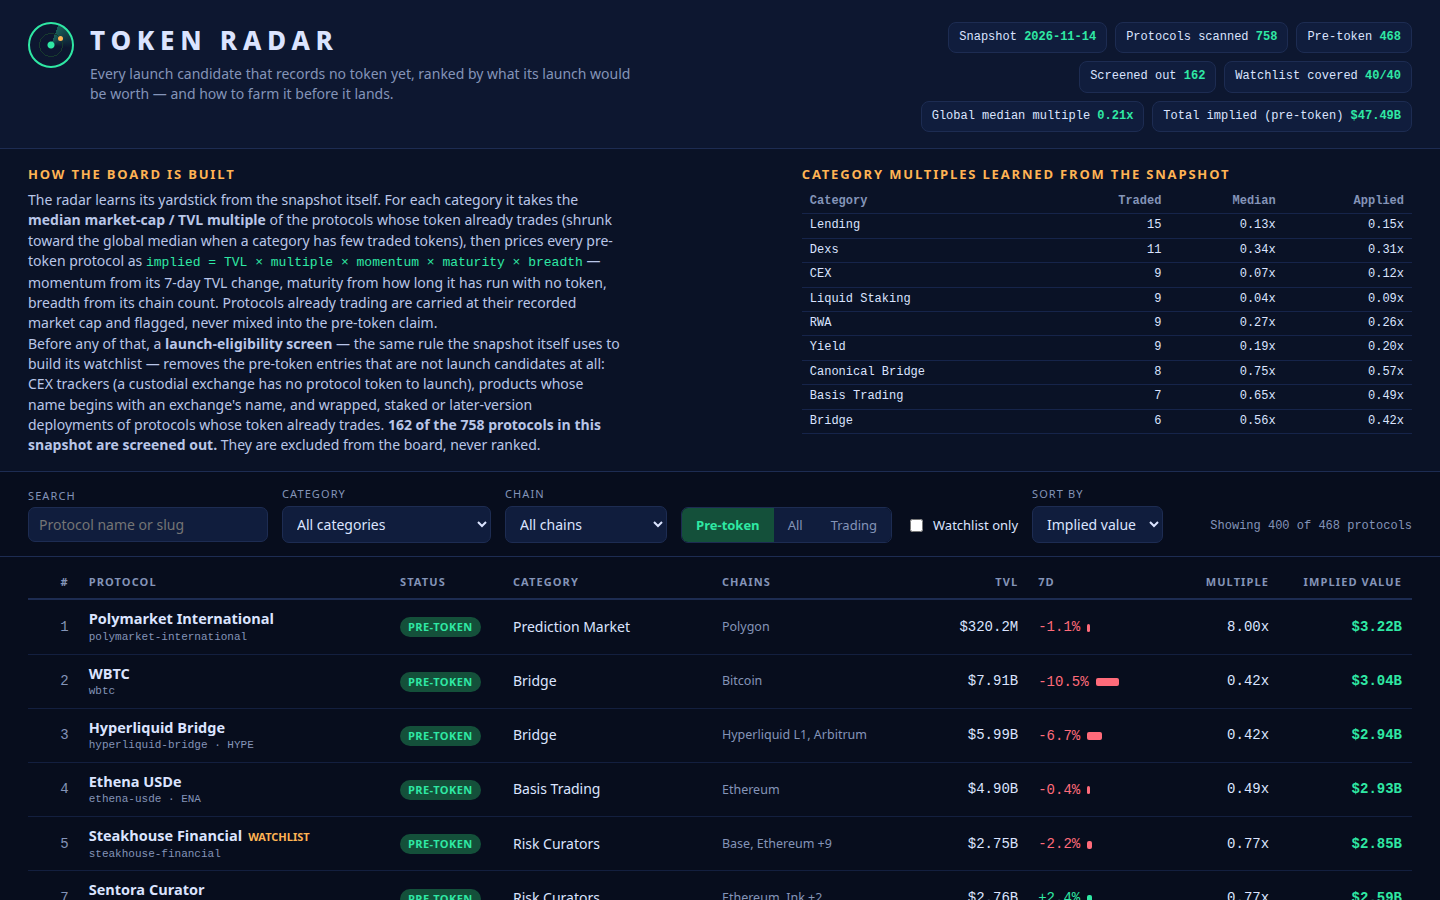 TOKEN RADAR
Every launch candidate that records no token yet, ranked by what its launch would
be worth — and how to farm it before it lands.
Snapshot 2026-11-14
Protocols scanned 758
Pre-token 468
Screened out 162
Watchlist covered 40/40
Global median multiple 0.21x
Total implied (pre-token) $47.49B
HOW THE BOARD IS BUILT
The radar learns its yardstick from the snapshot itself. For each category it takes the
median market-cap / TVL multiple of the protocols whose token already trades (shrunk
toward the global median when a category has few traded tokens), then prices every pre-
token protocol as implied = TVL × multiple × momentum × maturity × breadth —
momentum from its 7-day TVL change, maturity from how long it has run with no token,
breadth from its chain count. Protocols already trading are carried at their recorded
market cap and flagged, never mixed into the pre-token claim.
Before any of that, a launch-eligibility screen — the same rule the snapshot itself uses to
build its watchlist — removes the pre-token entries that are not launch candidates at all:
CEX trackers (a custodial exchange has no protocol token to launch), products whose
name begins with an exchange's name, and wrapped, staked or later-version
deployments of protocols whose token already trades. 162 of the 758 protocols in this
snapshot are screened out. They are excluded from the board, never ranked.
CATEGORY MULTIPLES LEARNED FROM THE SNAPSHOT
Category Traded Median Applied
Lending 15 0.13x 0.15x
Dexs 11 0.34x 0.31x
CEX 9 0.07x 0.12x
Liquid Staking 9 0.04x 0.09x
RWA 9 0.27x 0.26x
Yield 9 0.19x 0.20x
Canonical Bridge 8 0.75x 0.57x
Basis Trading 7 0.65x 0.49x
Bridge 6 0.56x 0.42x
SEARCH
Protocol name or slug
CATEGORY
All categories
CHAIN
All chains
Pre-token All Trading
Watchlist only
SORT BY
Implied value
Showing 400 of 468 protocols
# PROTOCOL STATUS CATEGORY CHAINS TVL 7D MULTIPLE IMPLIED VALUE
1 Polymarket International PRE-TOKEN Prediction Market Polygon $320.2M -1.1% 8.00x $3.22B
polymarket-international
2 WBTC PRE-TOKEN Bridge Bitcoin $7.91B -10.5% 0.42x $3.04B
wbtc
3 Hyperliquid Bridge PRE-TOKEN Bridge Hyperliquid L1, Arbitrum $5.99B -6.7% 0.42x $2.94B
hyperliquid-bridge · HYPE
4 Ethena USDe PRE-TOKEN Basis Trading Ethereum $4.90B -0.4% 0.49x $2.93B
ethena-usde · ENA
5 Steakhouse Financial WATCHLIST PRE-TOKEN Risk Curators Base, Ethereum +9 $2.75B -2.2% 0.77x $2.85B
steakhouse-financial
7 Sentora Curator PRE-TOKEN Risk Curators Ethereum, Ink +2 $2.76B +2.4% 0.77x $2.59B